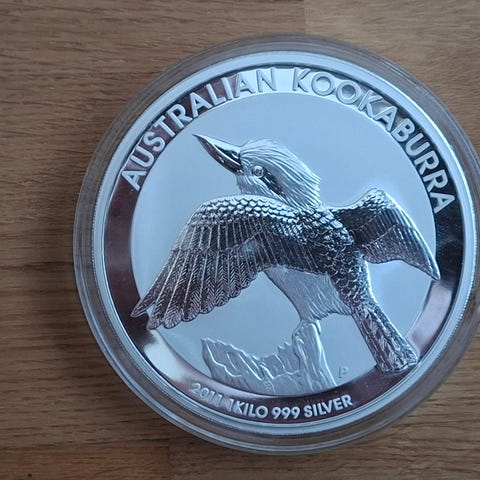 AUSTRALIAN KOOKABURRA
2011 1KILO 999 SILVER
P